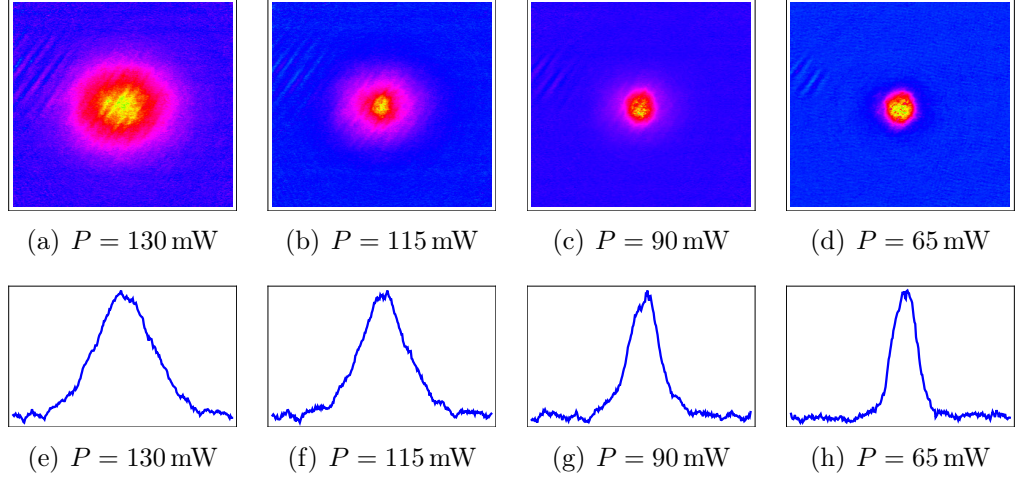 (a) P = 130 mW
(b) P = 115 mW
(c) P = 90 mW
(d) P = 65 mW
(e) P = 130 mW
(f) P = 115 mW
(g) P = 90 mW
(h) P = 65 mW